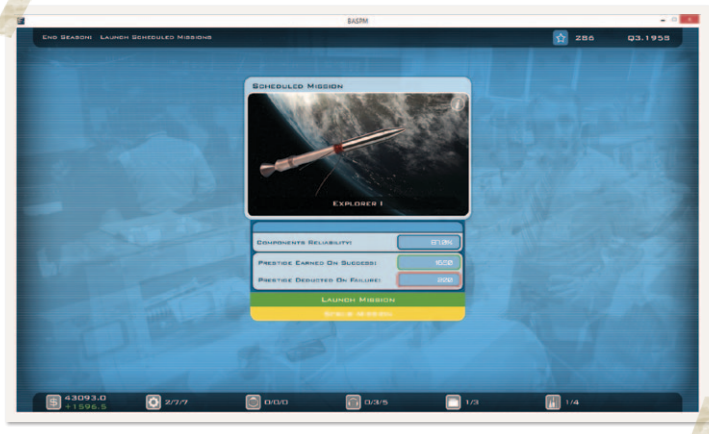 BASPM
End Season: Launch Scheduled Missions
286
Q3.1958
Scheduled Mission
Explorer 1
Components Reliability:
Prestige Earned On Success:
Prestige Deducted On Failure:
Launch Mission
43093.0
+1596.5
2/7/7
0/0/0
0/3/5
1/3
1/4